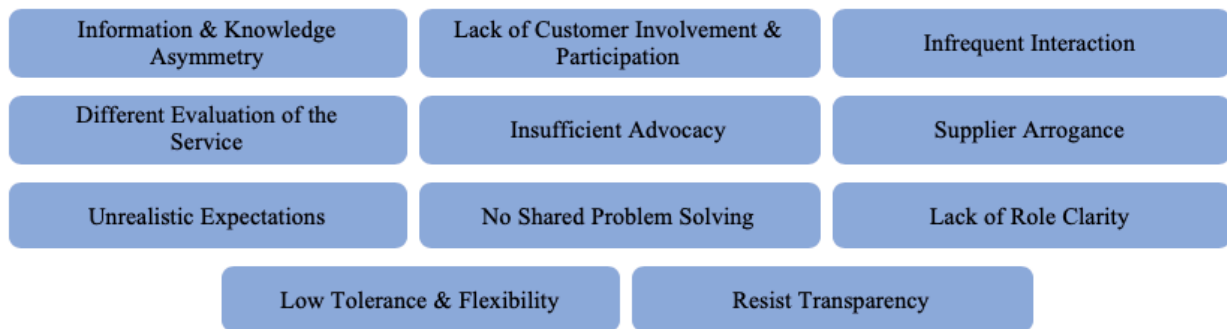 Information & Knowledge
Asymmetry
Lack of Customer Involvement &
Participation
Infrequent Interaction
Different Evaluation of the
Service
Insufficient Advocacy
Supplier Arrogance
Unrealistic Expectations
No Shared Problem Solving
Lack of Role Clarity
Low Tolerance & Flexibility
Resist Transparency